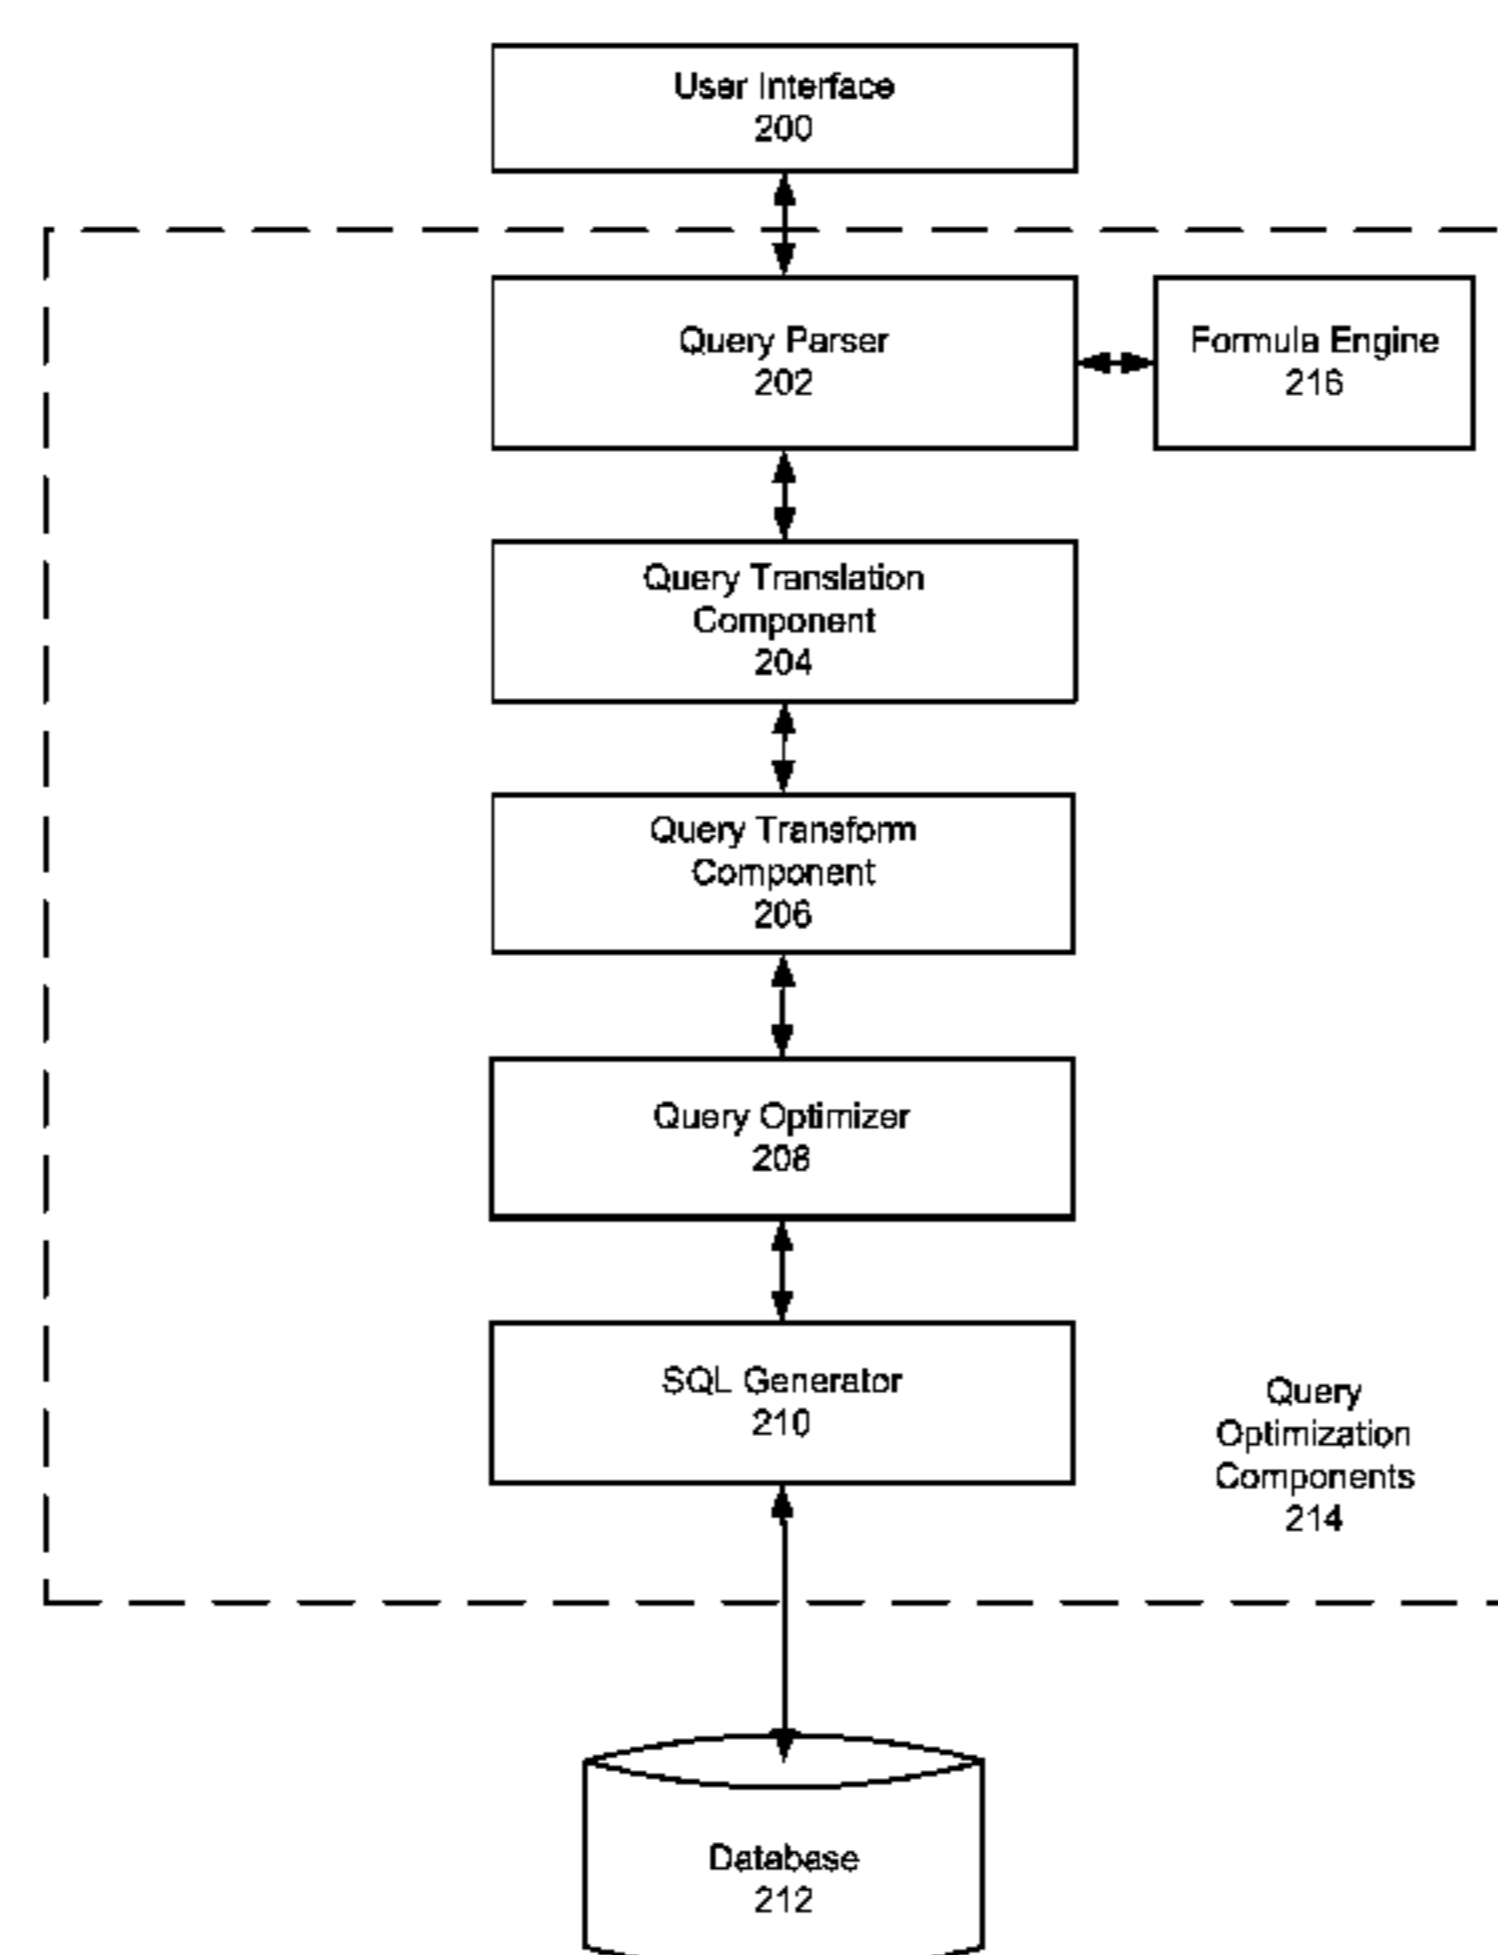 User Interface
200
Query Parser
202
Formula Engine
216
Query Translation
Component
204
Query Transform
Component
206
Query Optimizer
208
SQL Generator
210
Query
Optimization
Components
214
Database
212